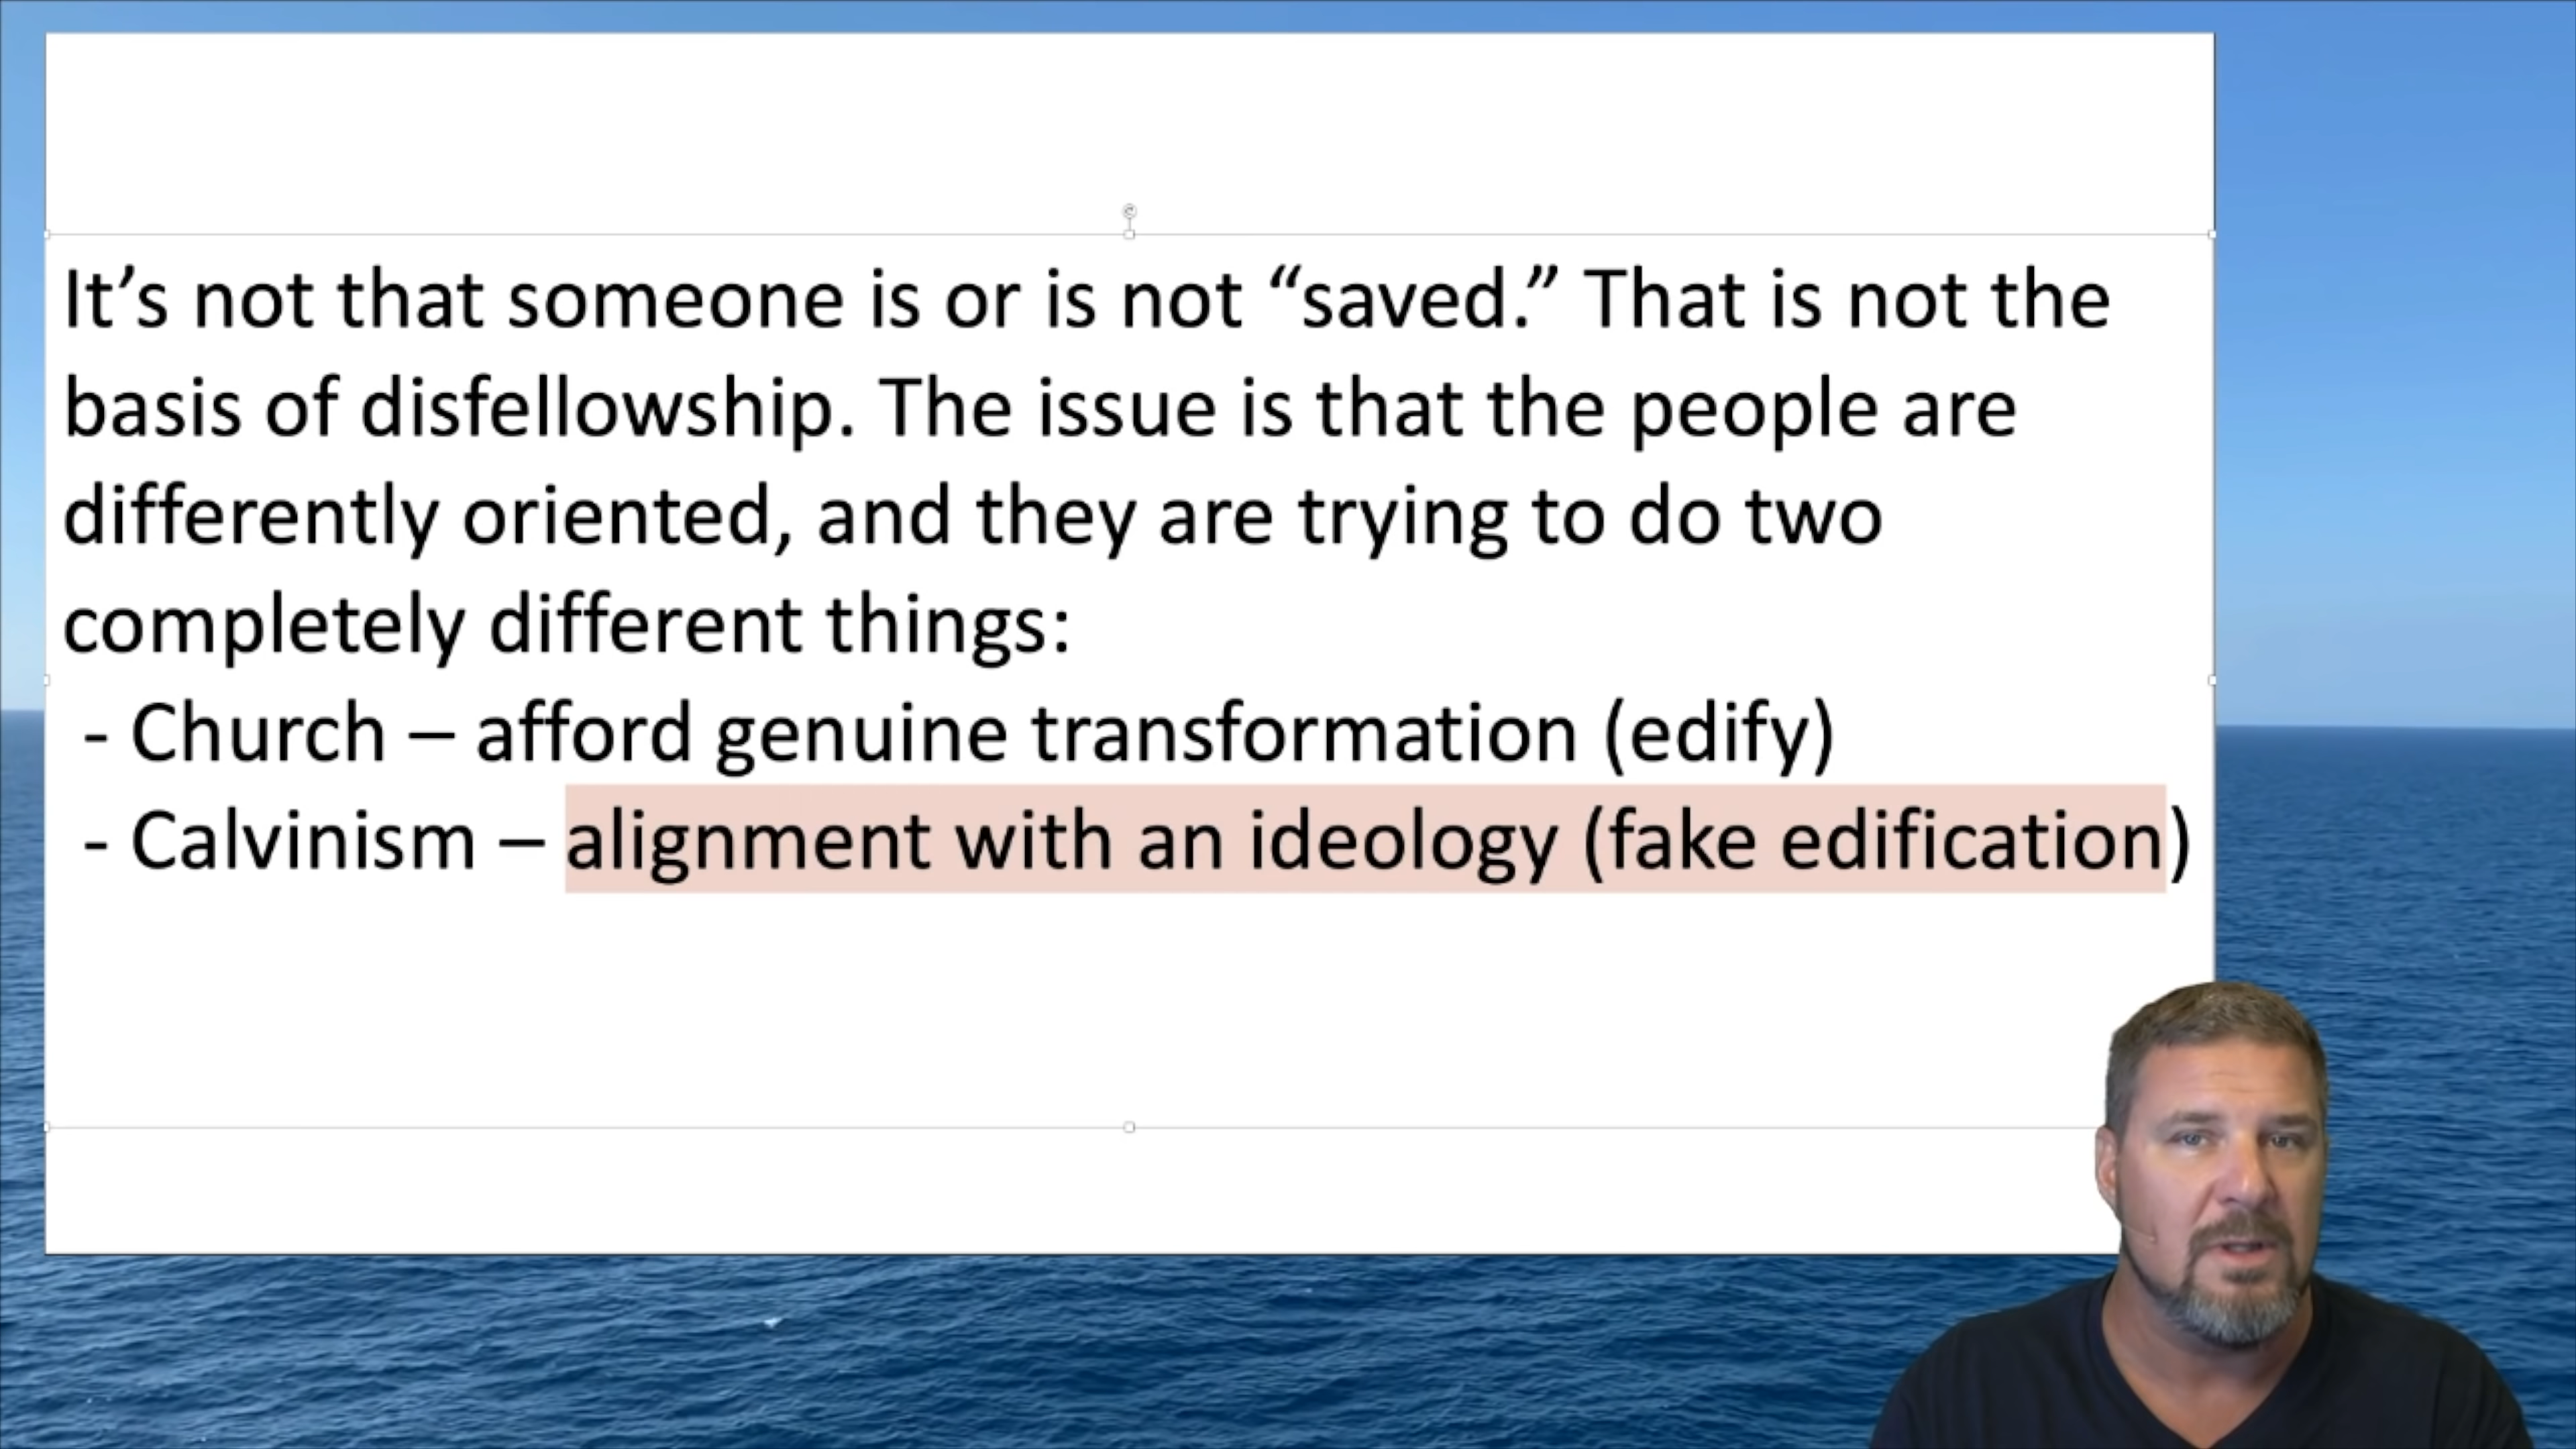 It’s not that someone is or is not “saved.” That is not the
basis of disfellowship. The issue is that the people are
differently oriented, and they are trying to do two
completely different things:
- Church – afford genuine transformation (edify)
- Calvinism – alignment with an ideology (fake edification)